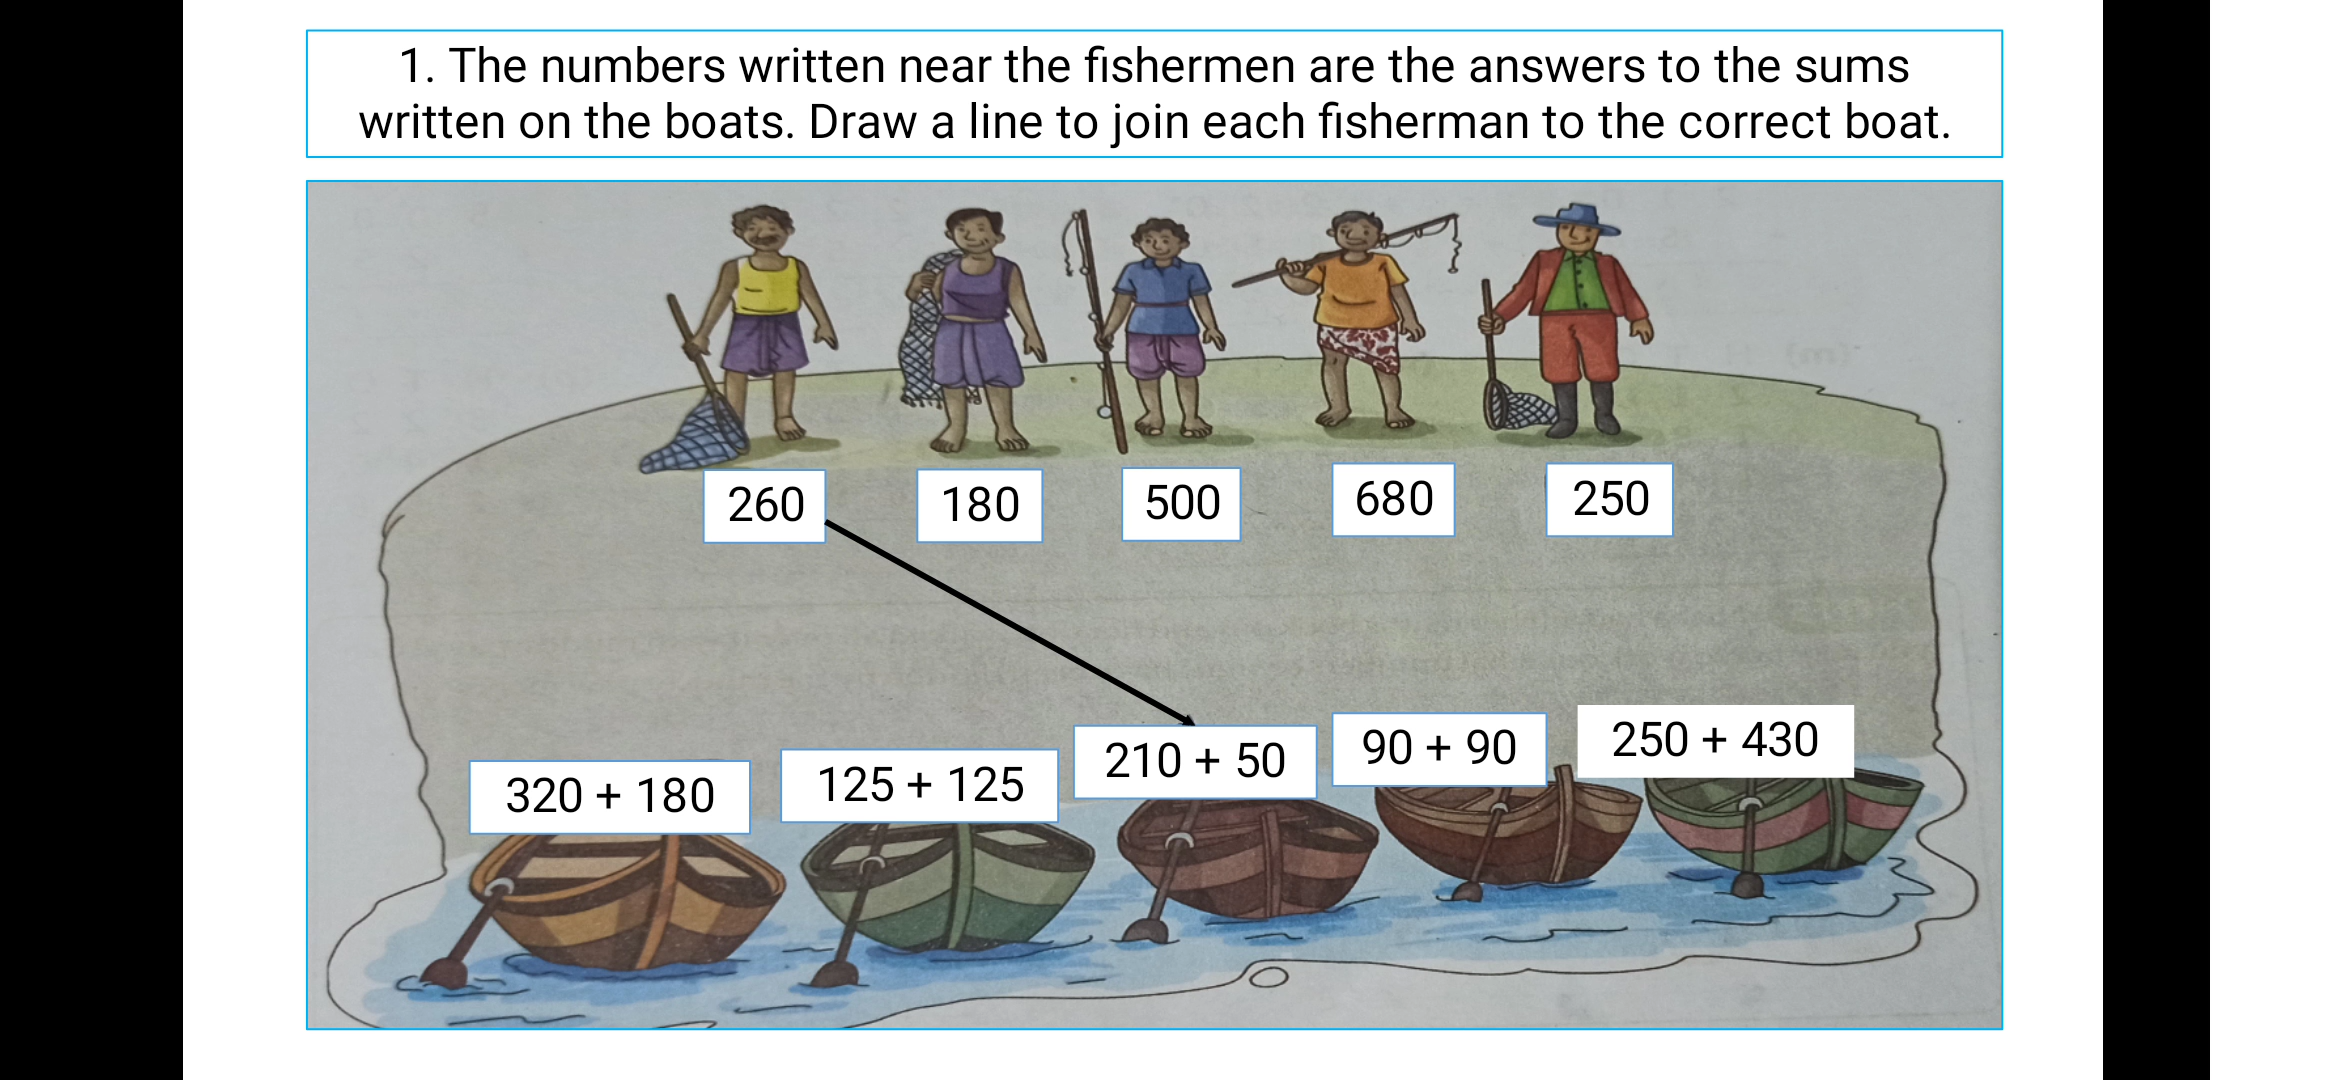 1. The numbers written near the fishermen are the answers to the sums
written on the boats. Draw a line to join each fisherman to the correct boat.
260 180 500 680 250
320 + 180 125 + 125 210 + 50 90 + 90 250 + 430